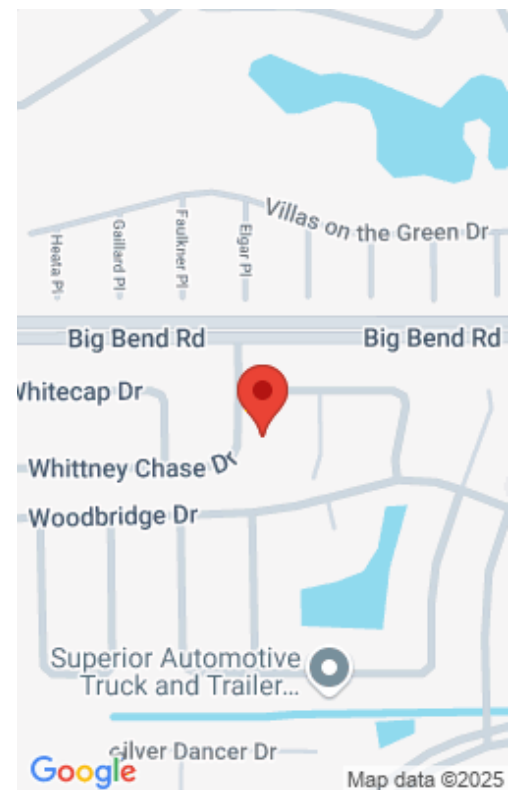 Villas on the Green Dr
Heata Pl
Gaillard Pl
Faulkner Pl
Elgar Pl
Big Bend Rd
Big Bend Rd
Whitecap Dr
Whittney Chase Dr
Woodbridge Dr
Superior Automotive
Truck and Trailer...
Silver Dancer Dr
Google
Map data ©2025